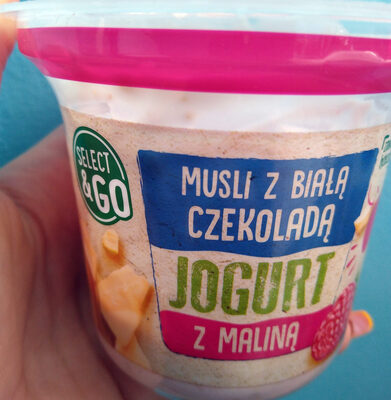 SELECT
&GO
MUSLI Z BIAŁĄ
CZEKOLADĄ
JOGURT
Z MALINĄ